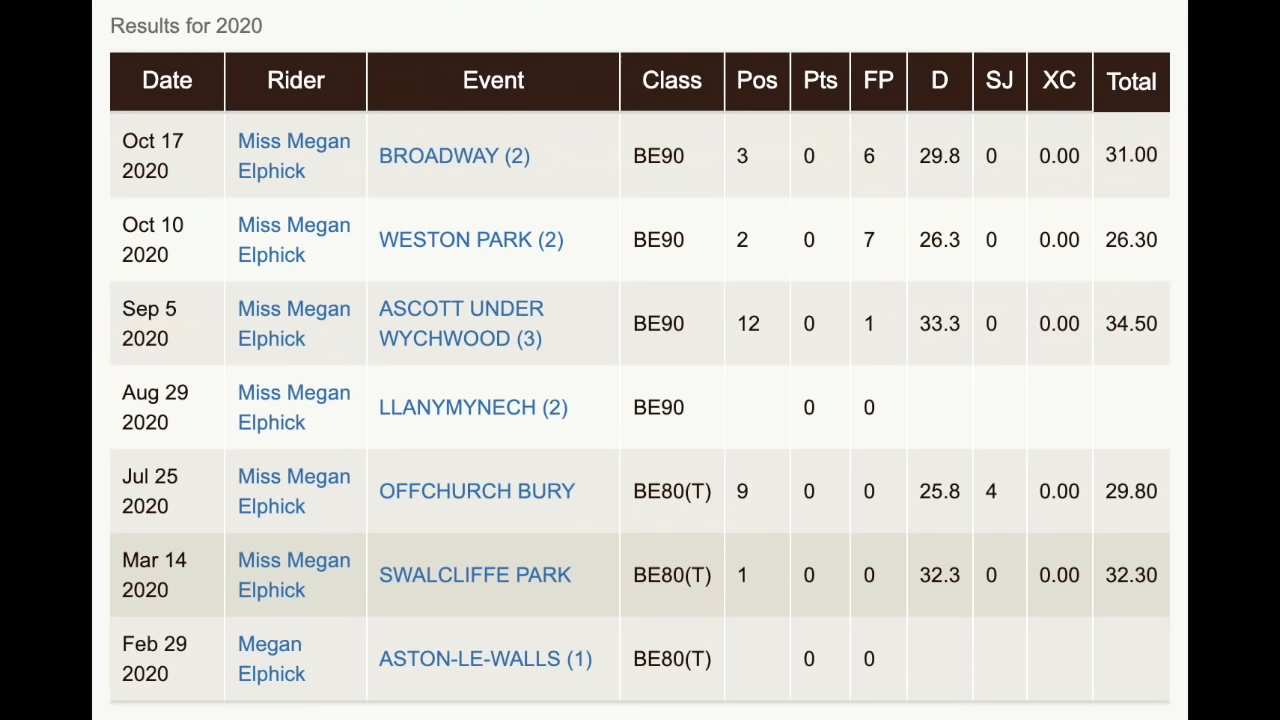 Results for 2020
Date Rider Event Class Pos Pts FP D SJ XC Total
Oct 17 2020 Miss Megan Elphick BROADWAY (2) BE90 3 0 6 29.8 0 0.00 31.00
Oct 10 2020 Miss Megan Elphick WESTON PARK (2) BE90 2 0 7 26.3 0 0.00 26.30
Sep 5 2020 Miss Megan Elphick ASCOTT UNDER WYCHWOOD (3) BE90 12 0 1 33.3 0 0.00 34.50
Aug 29 2020 Miss Megan Elphick LLANYMYNECH (2) BE90 0 0
Jul 25 2020 Miss Megan Elphick OFFCHURCH BURY BE80(T) 9 0 0 25.8 4 0.00 29.80
Mar 14 2020 Miss Megan Elphick SWALCLIFFE PARK BE80(T) 1 0 0 32.3 0 0.00 32.30
Feb 29 2020 Megan Elphick ASTON-LE-WALLS (1) BE80(T) 0 0